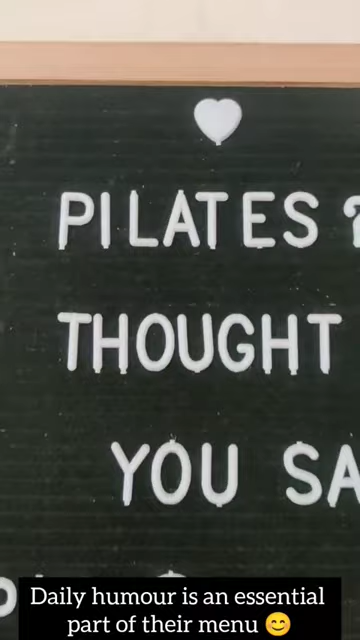 PILATES ?
THOUGHT
YOU SA
Daily humour is an essential
part of their menu 😊